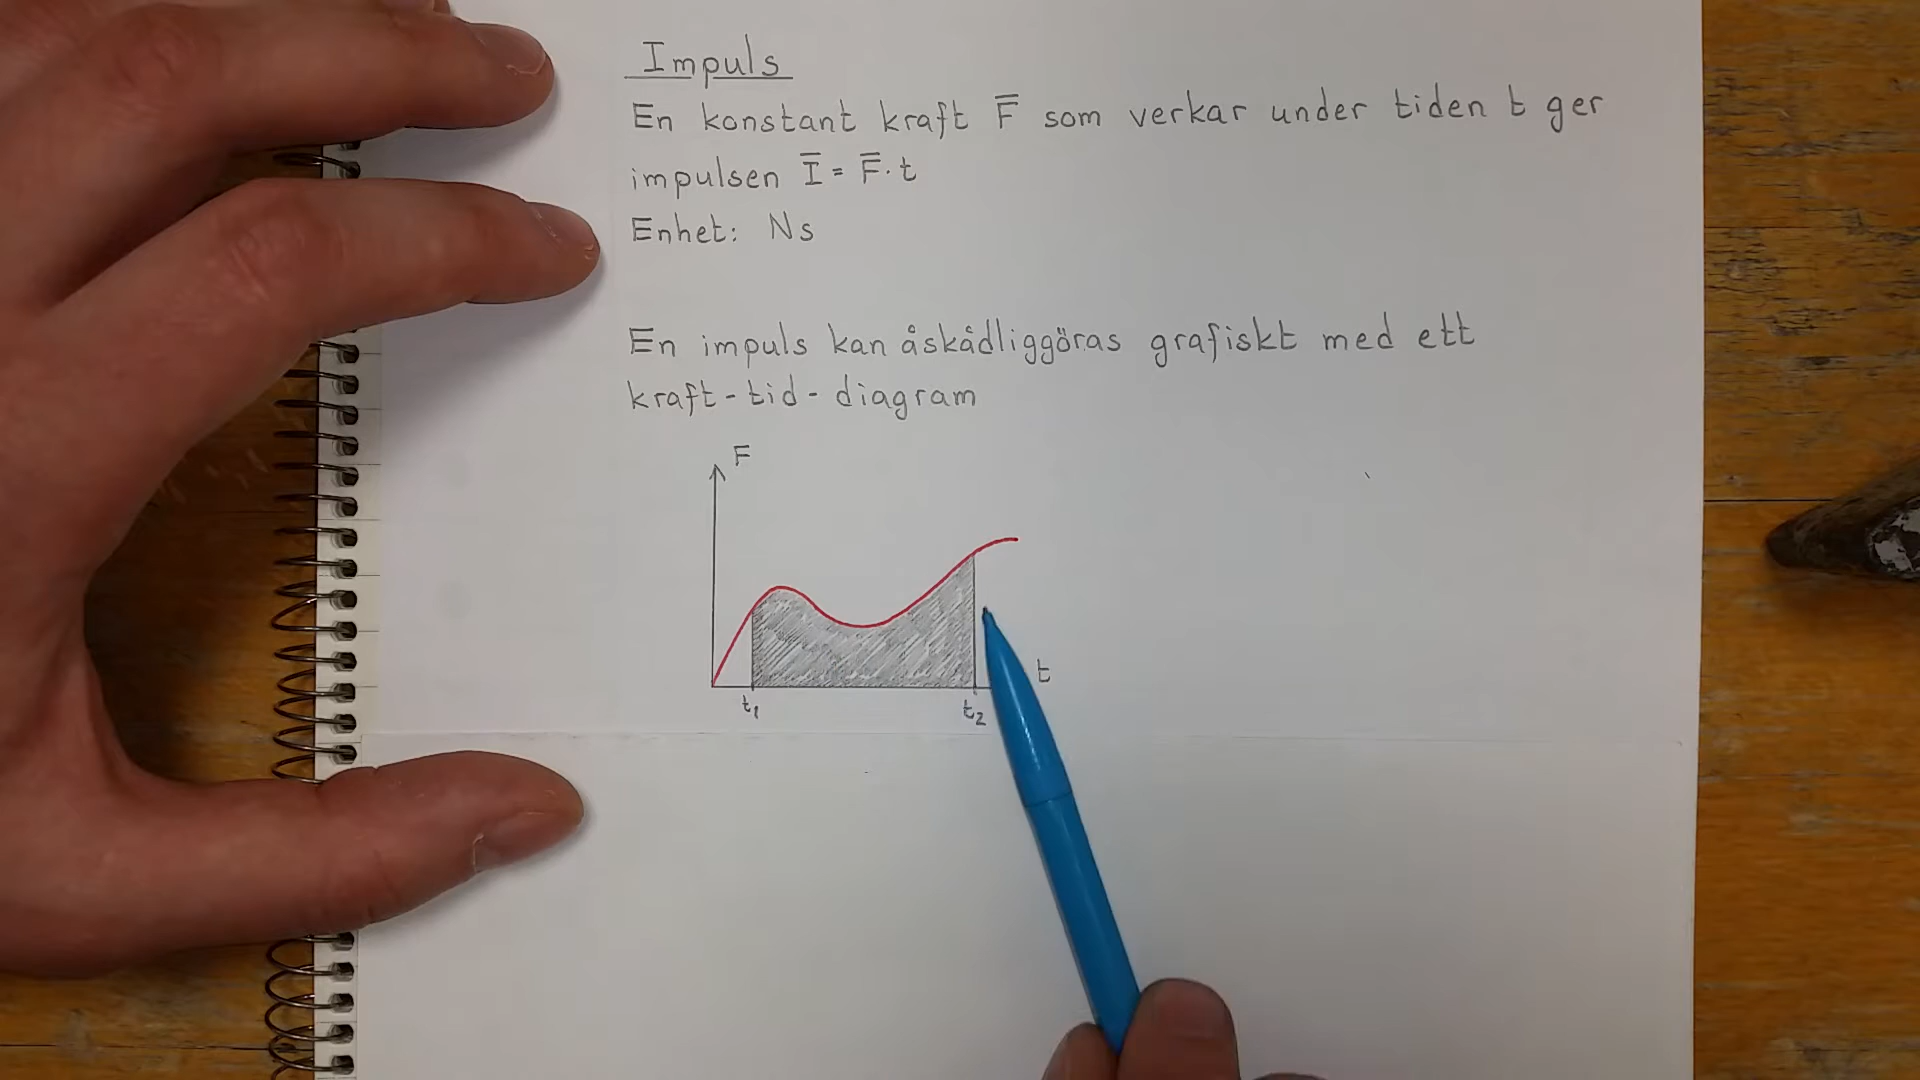 Impuls
En konstant kraft F̅ som verkar under tiden t ger
impulsen I̅ = F̅ · t
Enhet: Ns
En impuls kan åskådliggöras grafiskt med ett
kraft-tid-diagram
F
t
t₁
t₂